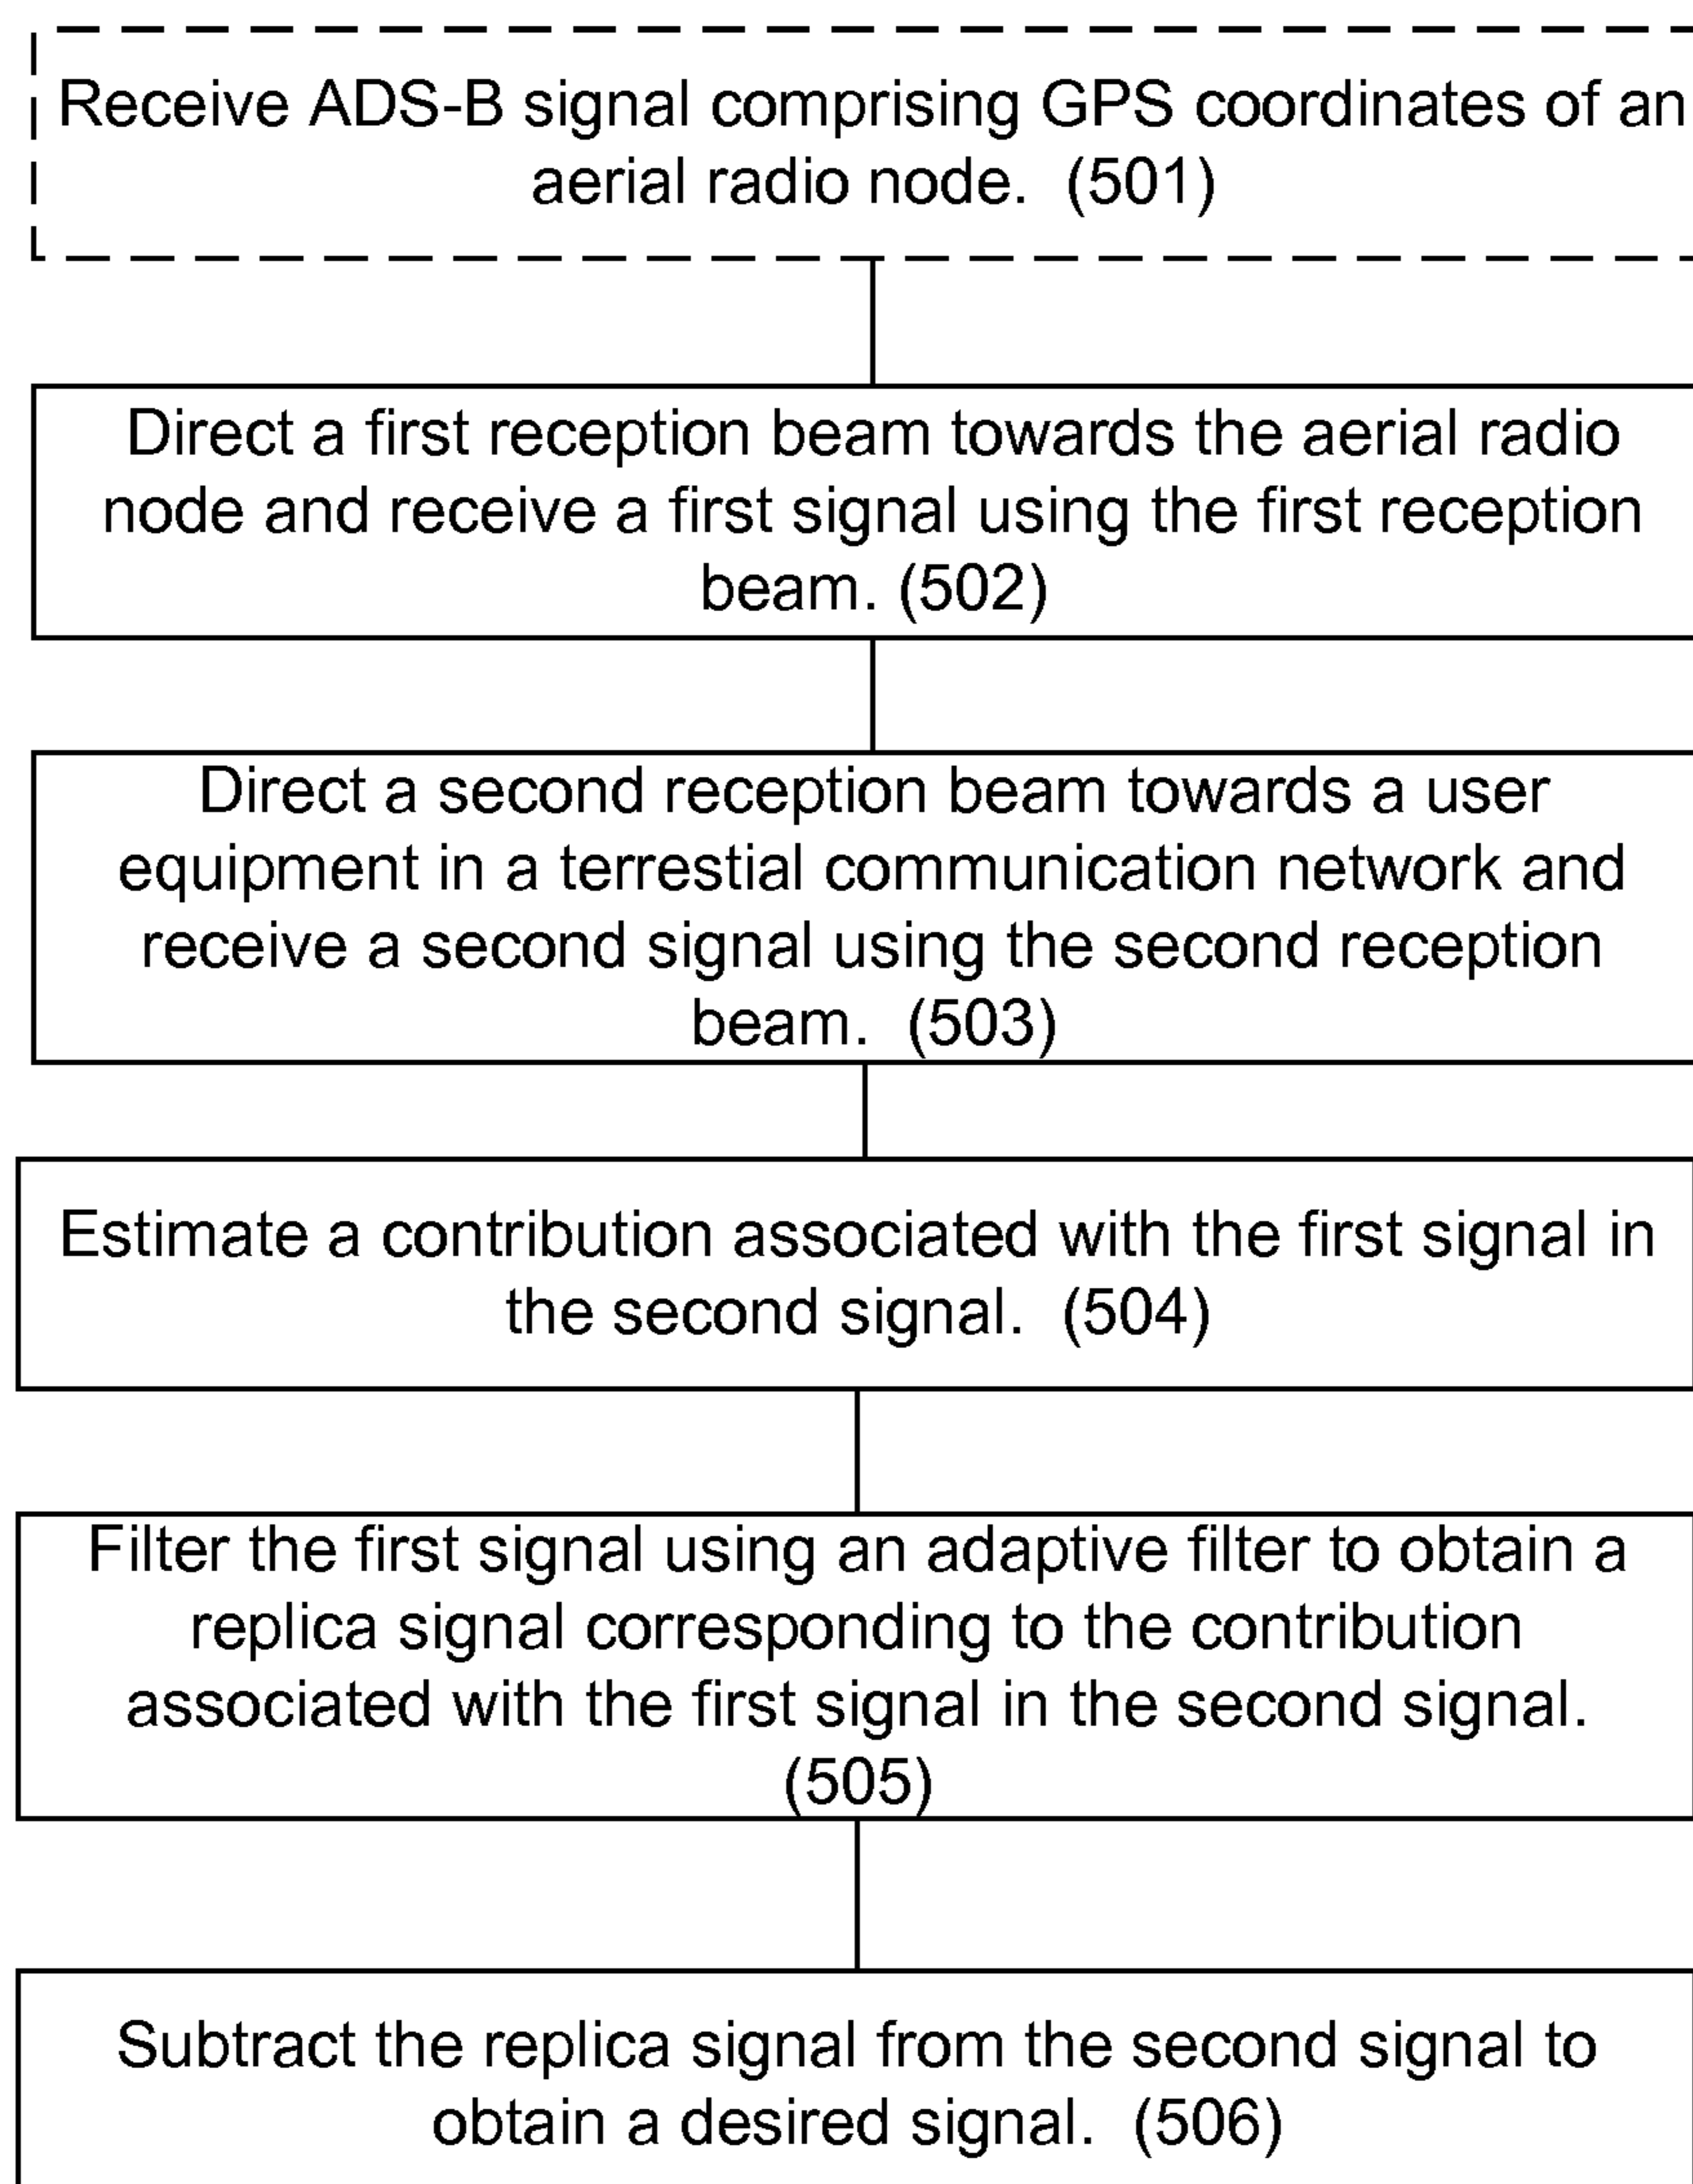 Receive ADS-B signal comprising GPS coordinates of an
aerial radio node. (501)
Direct a first reception beam towards the aerial radio
node and receive a first signal using the first reception
beam. (502)
Direct a second reception beam towards a user
equipment in a terrestial communication network and
receive a second signal using the second reception
beam. (503)
Estimate a contribution associated with the first signal in
the second signal. (504)
Filter the first signal using an adaptive filter to obtain a
replica signal corresponding to the contribution
associated with the first signal in the second signal.
(505)
Subtract the replica signal from the second signal to
obtain a desired signal. (506)